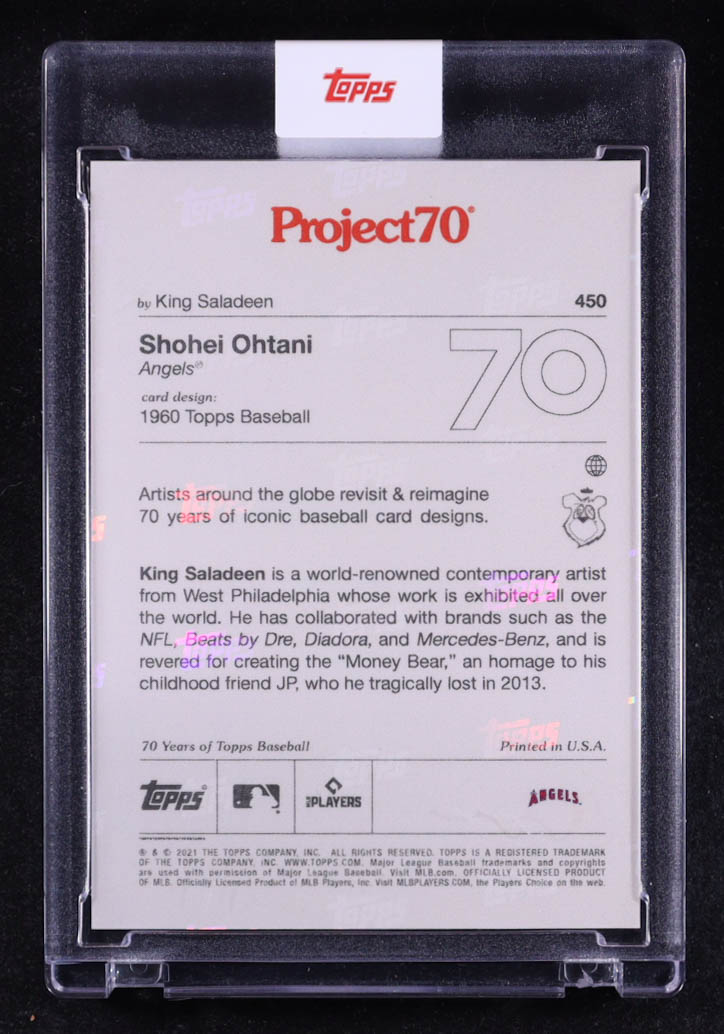 TOPPS
Project70®
by King Saladeen 450
Shohei Ohtani
Angels®
card design:
1960 Topps Baseball
70
Artists around the globe revisit & reimagine
70 years of iconic baseball card designs.
King Saladeen is a world-renowned contemporary artist
from West Philadelphia whose work is exhibited all over
the world. He has collaborated with brands such as the
NFL, Beats by Dre, Diadora, and Mercedes-Benz, and is
revered for creating the “Money Bear,” an homage to his
childhood friend JP, who he tragically lost in 2013.
70 Years of Topps Baseball Printed in U.S.A.
TOPPS PLAYERS ANGELS
® & © 2021 THE TOPPS COMPANY, INC. ALL RIGHTS RESERVED. TOPPS IS A REGISTERED TRADEMARK
OF THE TOPPS COMPANY, INC. WWW.TOPPS.COM. Major League Baseball trademarks and copyrights
are used with permission of Major League Baseball. Visit MLB.com. OFFICIALLY LICENSED PRODUCT
OF MLB. Officially Licensed Product of MLB Players, Inc. Visit MLBPLAYERS.COM, the Players Choice on the web.